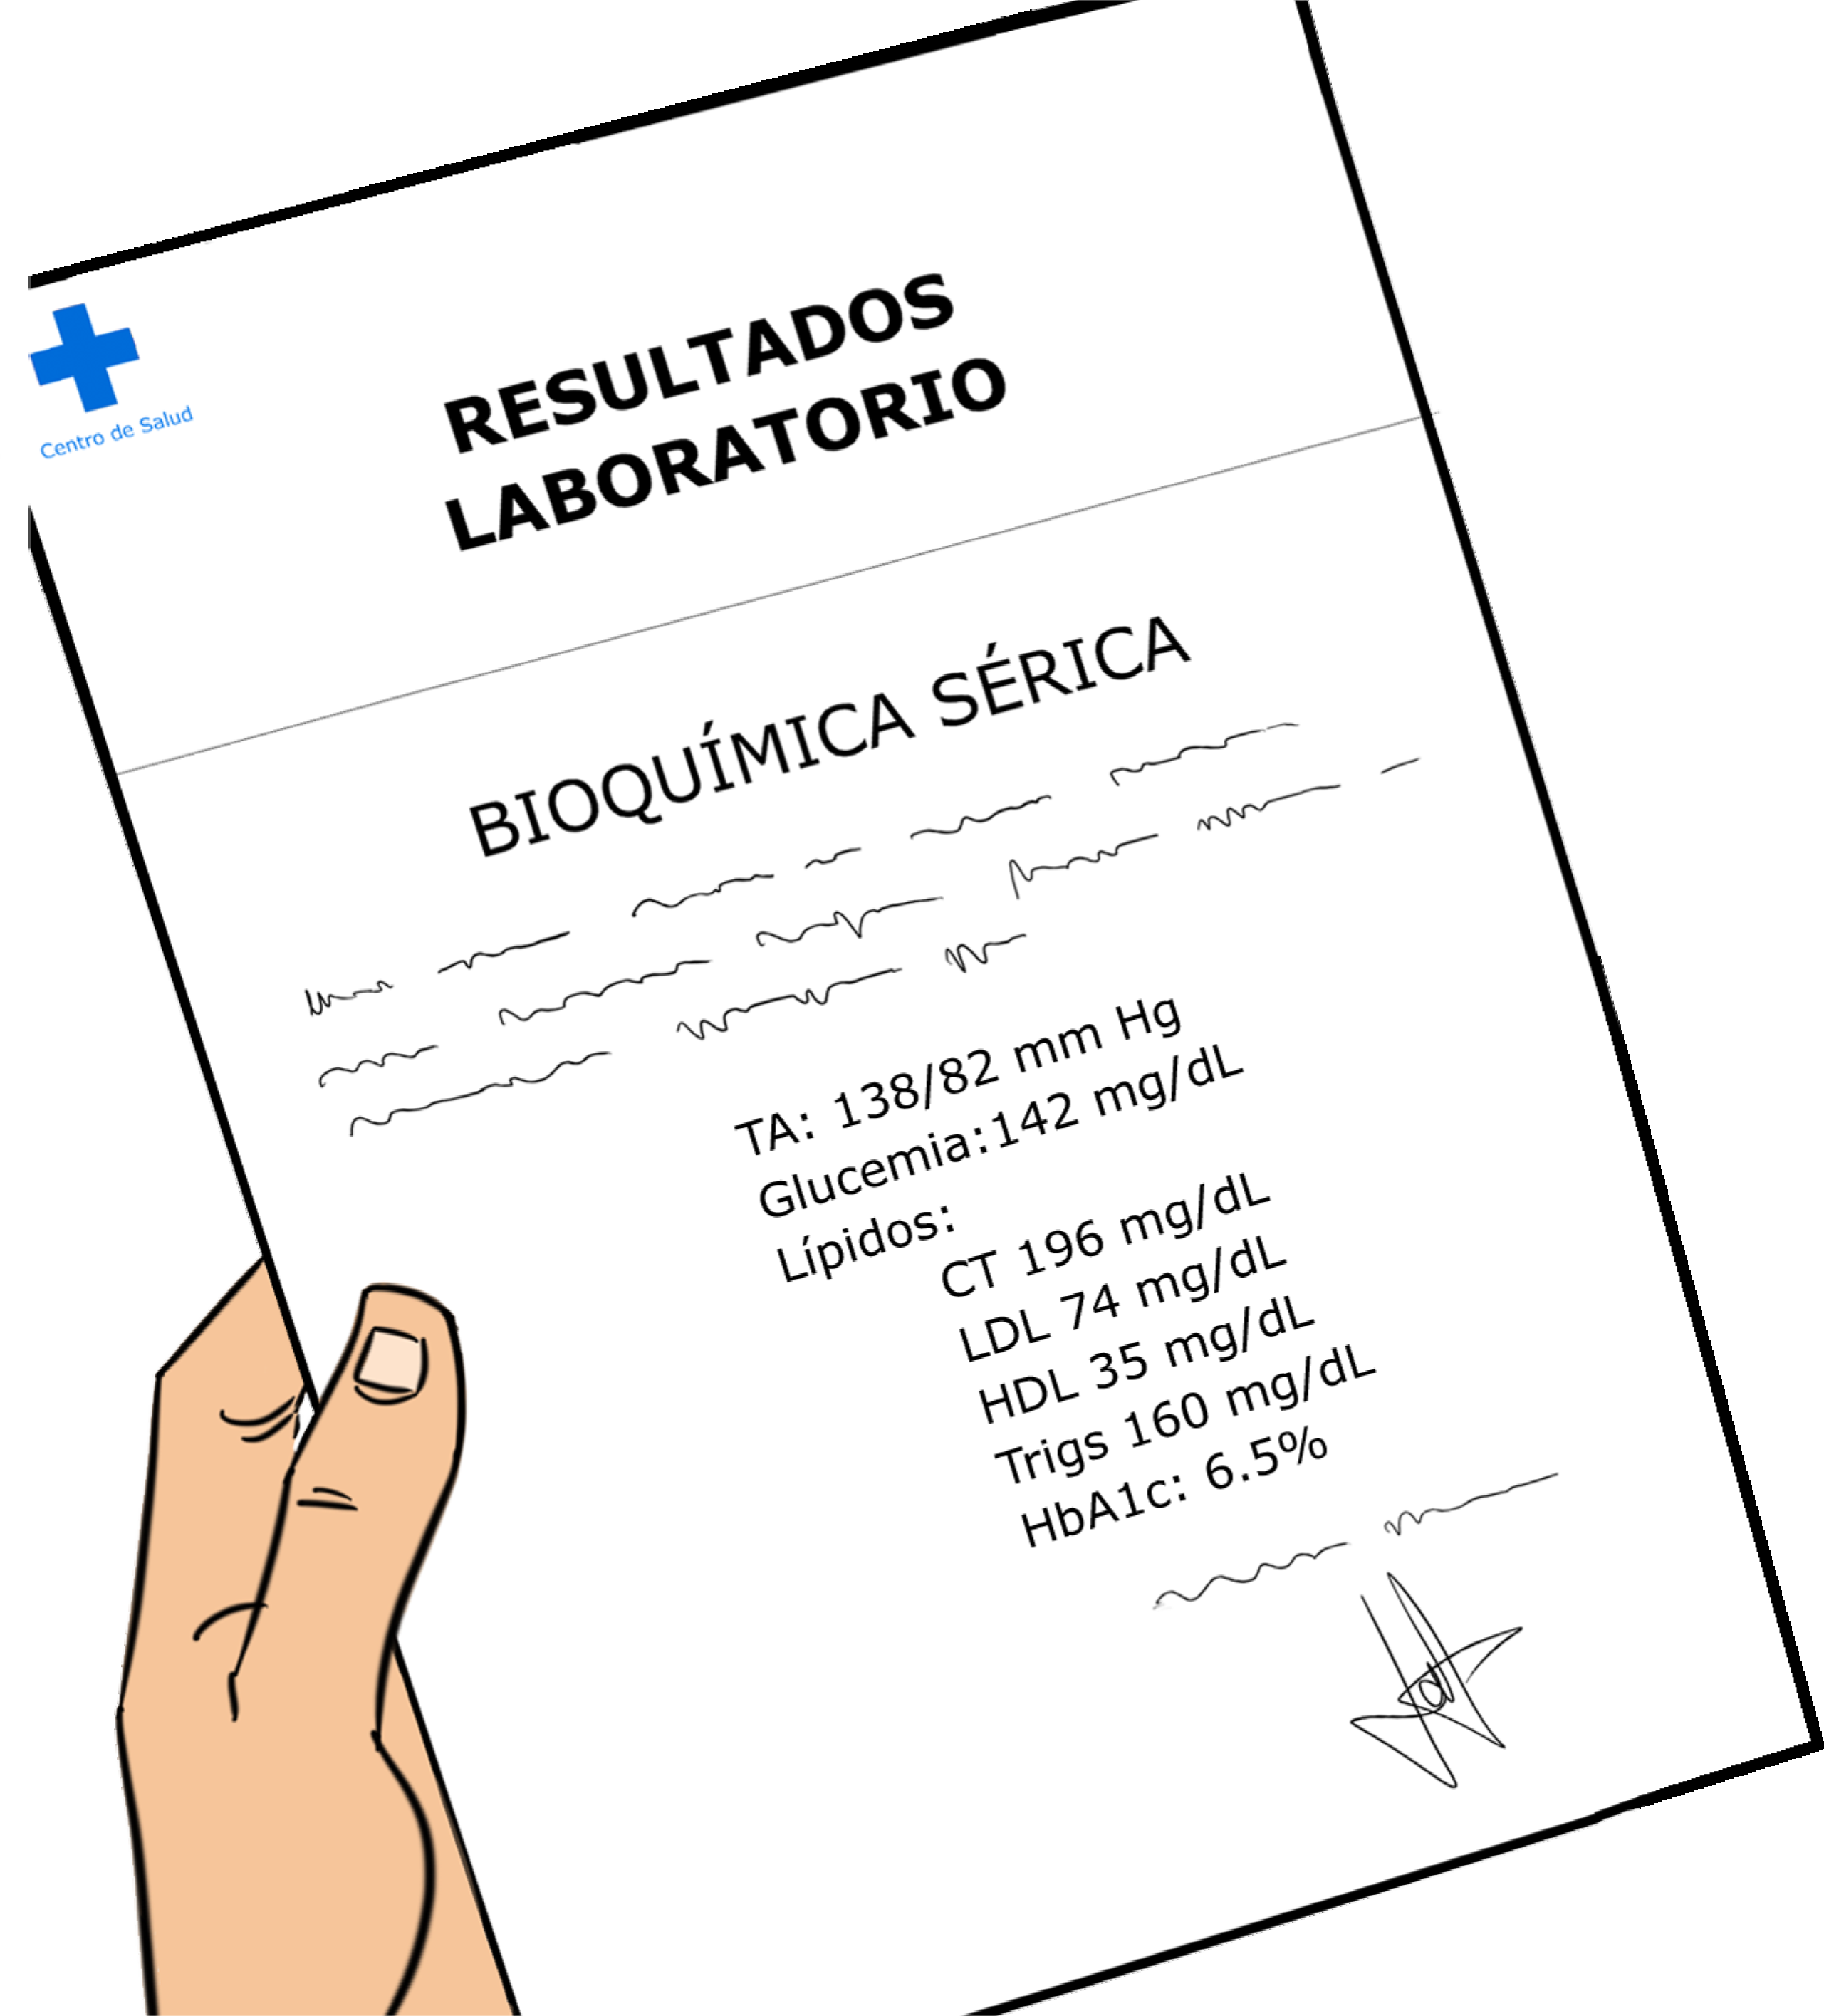 Centro de Salud
RESULTADOS
LABORATORIO
BIOQUÍMICA SÉRICA
TA: 138/82 mm Hg
Glucemia:142 mg/dL
Lípidos:
CT 196 mg/dL
LDL 74 mg/dL
HDL 35 mg/dL
Trigs 160 mg/dL
HbA1c: 6.5%